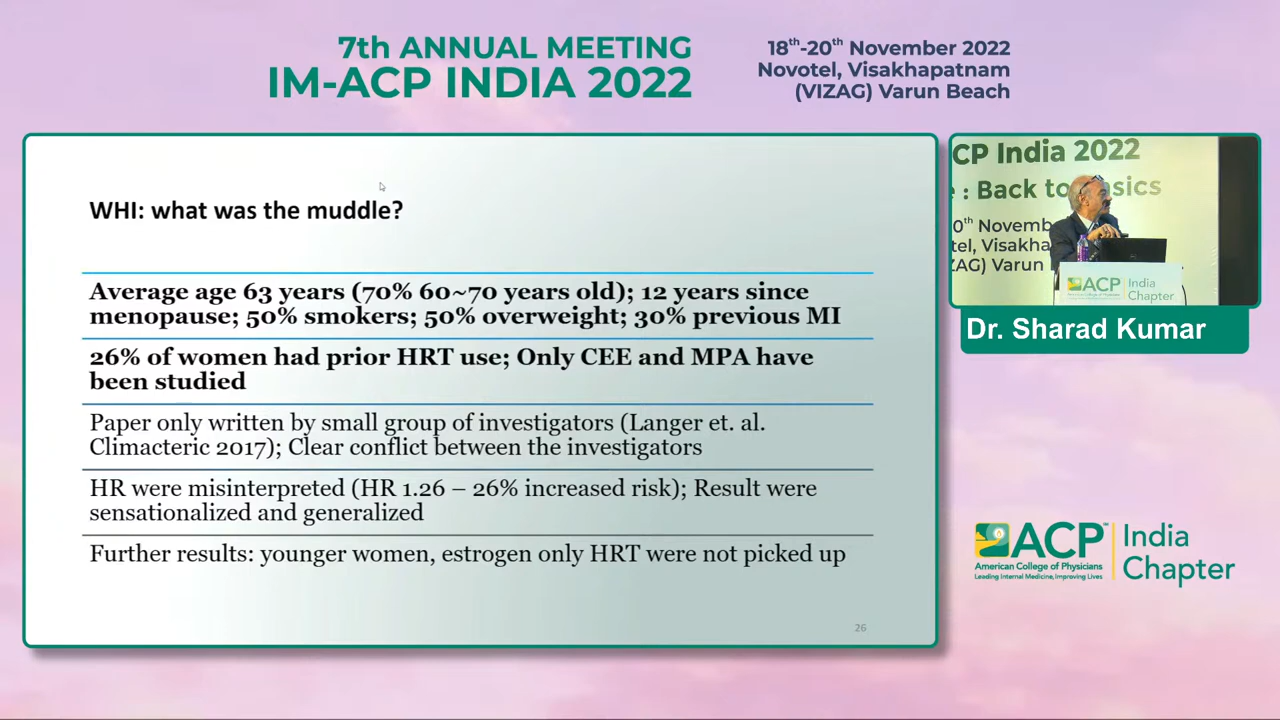 7th ANNUAL MEETING
IM-ACP INDIA 2022
18th-20th November 2022
Novotel, Visakhapatnam
(VIZAG) Varun Beach
WHI: what was the muddle?
Average age 63 years (70% 60~70 years old); 12 years since
menopause; 50% smokers; 50% overweight; 30% previous MI
26% of women had prior HRT use; Only CEE and MPA have
been studied
Paper only written by small group of investigators (Langer et. al.
Climacteric 2017); Clear conflict between the investigators
HR were misinterpreted (HR 1.26 – 26% increased risk); Result were
sensationalized and generalized
Further results: younger women, estrogen only HRT were not picked up
26
CP India 2022
: Back to
sics
0th Novemb
tel, Visakha
ZAG) Varun
ACP India
Chapter
Dr. Sharad Kumar
ACP™
American College of Physicians
Leading Internal Medicine, Improving Lives
India
Chapter